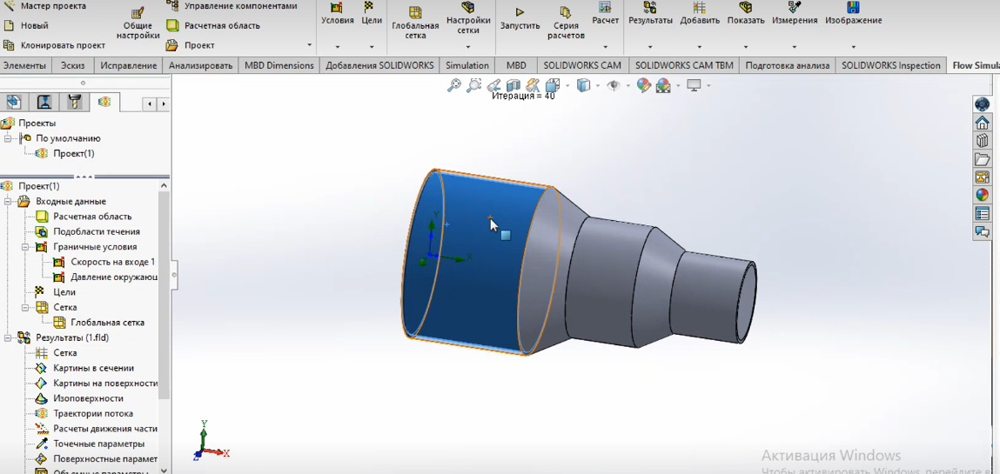 Мастер проекта
Новый
Клонировать проект
Общие
настройки
Управление компонентами
Расчетная область
Проект
Условия
Цели
Глобальная
сетка
Настройки
сетки
Запустить
Серия
расчетов
Расчет
Результаты
Добавить
Показать
Измерения
Изображение
Элементы
Эскиз
Исправление
Анализировать
MBD Dimensions
Добавления SOLIDWORKS
Simulation
MBD
SOLIDWORKS CAM
SOLIDWORKS CAM TBM
Подготовка анализа
SOLIDWORKS Inspection
Flow Simula
Итерация = 40
Проекты
По умолчанию
Проект(1)
Проект(1)
Входные данные
Расчетная область
Подобласти течения
Граничные условия
Скорость на входе 1
Давление окружающ
Цели
Сетка
Глобальная сетка
Результаты (1.fld)
Сетка
Картины в сечении
Картины на поверхности
Изоповерхности
Траектории потока
Расчеты движения части
Точечные параметры
Поверхностные парамет
Объемные параметры
Y
X
Y
X
Z
Активация Windows
Чтобы активировать Windows, перейдите в